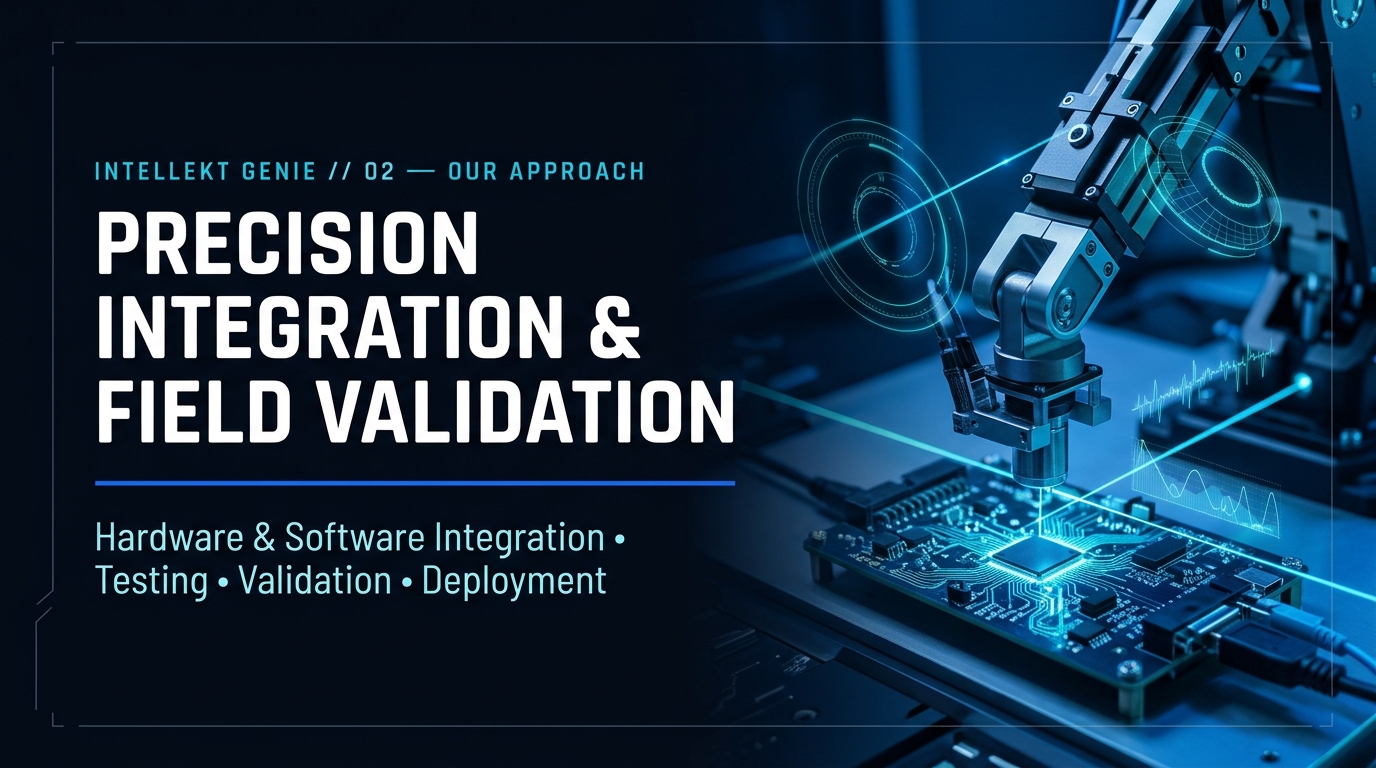 INTELLEKT GENIE // 02 — OUR APPROACH
PRECISION
INTEGRATION &
FIELD VALIDATION
Hardware & Software Integration •
Testing • Validation • Deployment